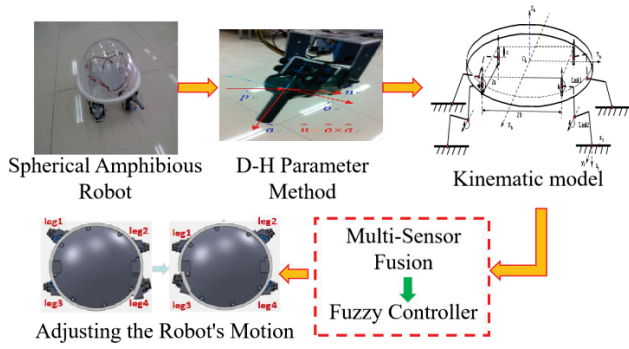 Spherical Amphibious
Robot
D-H Parameter
Method
Kinematic model
leg1
leg2
leg3
leg4
leg1
leg2
leg3
leg4
Adjusting the Robot's Motion
Multi-Sensor
Fusion
Fuzzy Controller